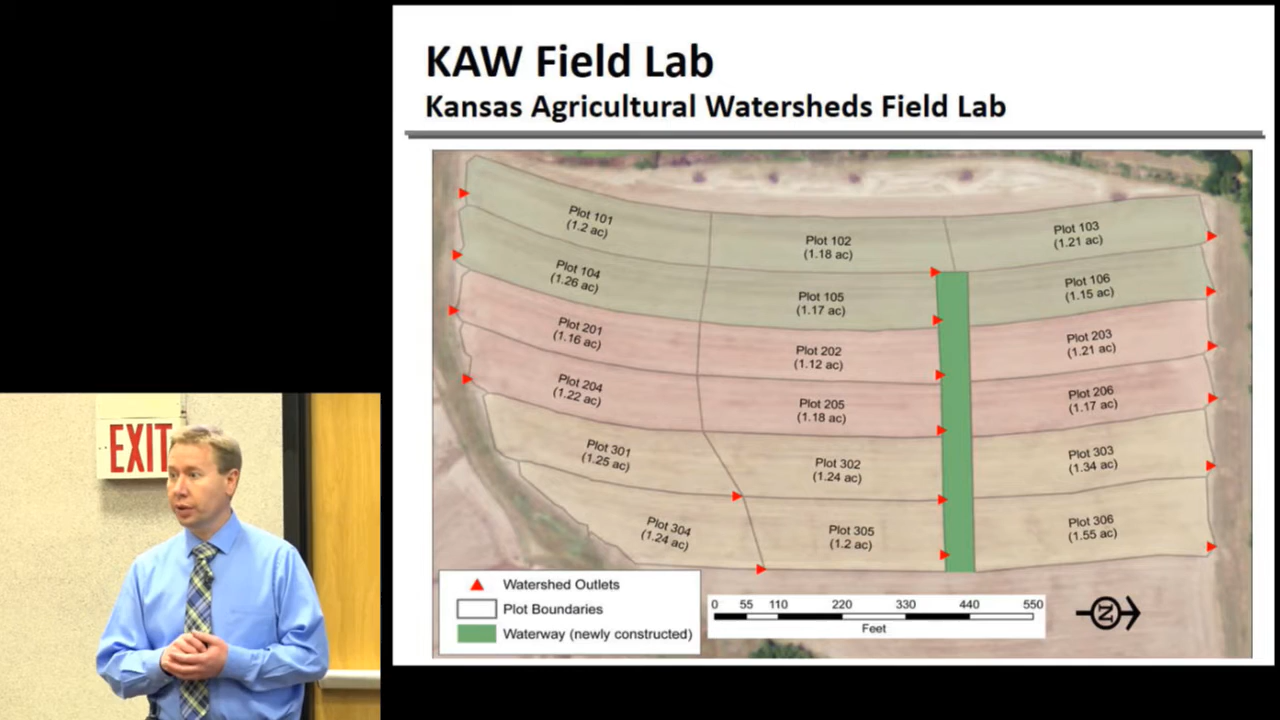 KAW Field Lab
Kansas Agricultural Watersheds Field Lab
Plot 101
(1.2 ac)
Plot 102
(1.18 ac)
Plot 103
(1.21 ac)
Plot 104
(1.26 ac)
Plot 105
(1.17 ac)
Plot 106
(1.15 ac)
Plot 201
(1.16 ac)
Plot 202
(1.12 ac)
Plot 203
(1.21 ac)
Plot 204
(1.22 ac)
Plot 205
(1.18 ac)
Plot 206
(1.17 ac)
Plot 301
(1.25 ac)
Plot 302
(1.24 ac)
Plot 303
(1.34 ac)
Plot 304
(1.24 ac)
Plot 305
(1.2 ac)
Plot 306
(1.55 ac)
Watershed Outlets
Plot Boundaries
Waterway (newly constructed)
0 55 110 220 330 440 550
Feet
N
EXIT